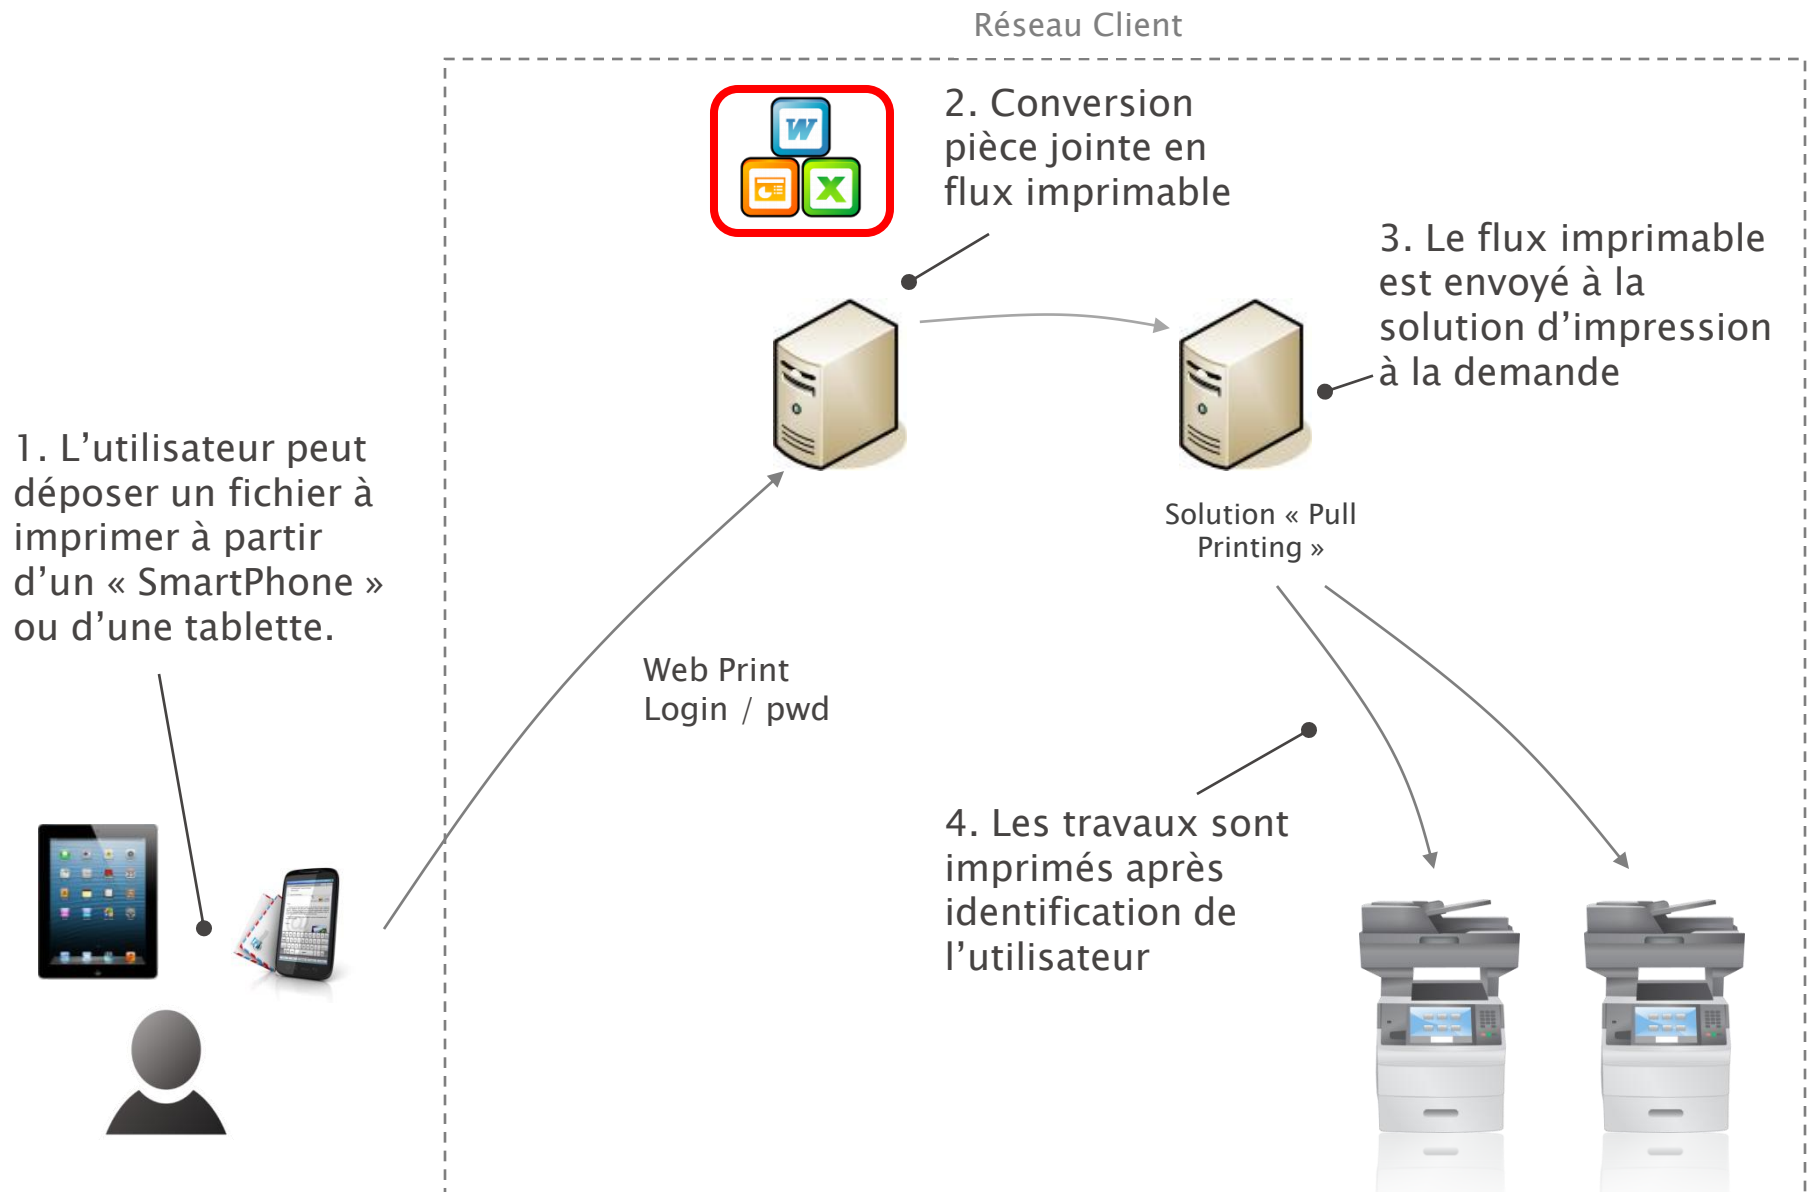 Réseau Client
2. Conversion
pièce jointe en
flux imprimable
3. Le flux imprimable
est envoyé à la
solution d’impression
à la demande
1. L’utilisateur peut
déposer un fichier à
imprimer à partir
d’un « SmartPhone »
ou d’une tablette.
Solution « Pull
Printing »
Web Print
Login / pwd
4. Les travaux sont
imprimés après
identification de
l’utilisateur
W
X